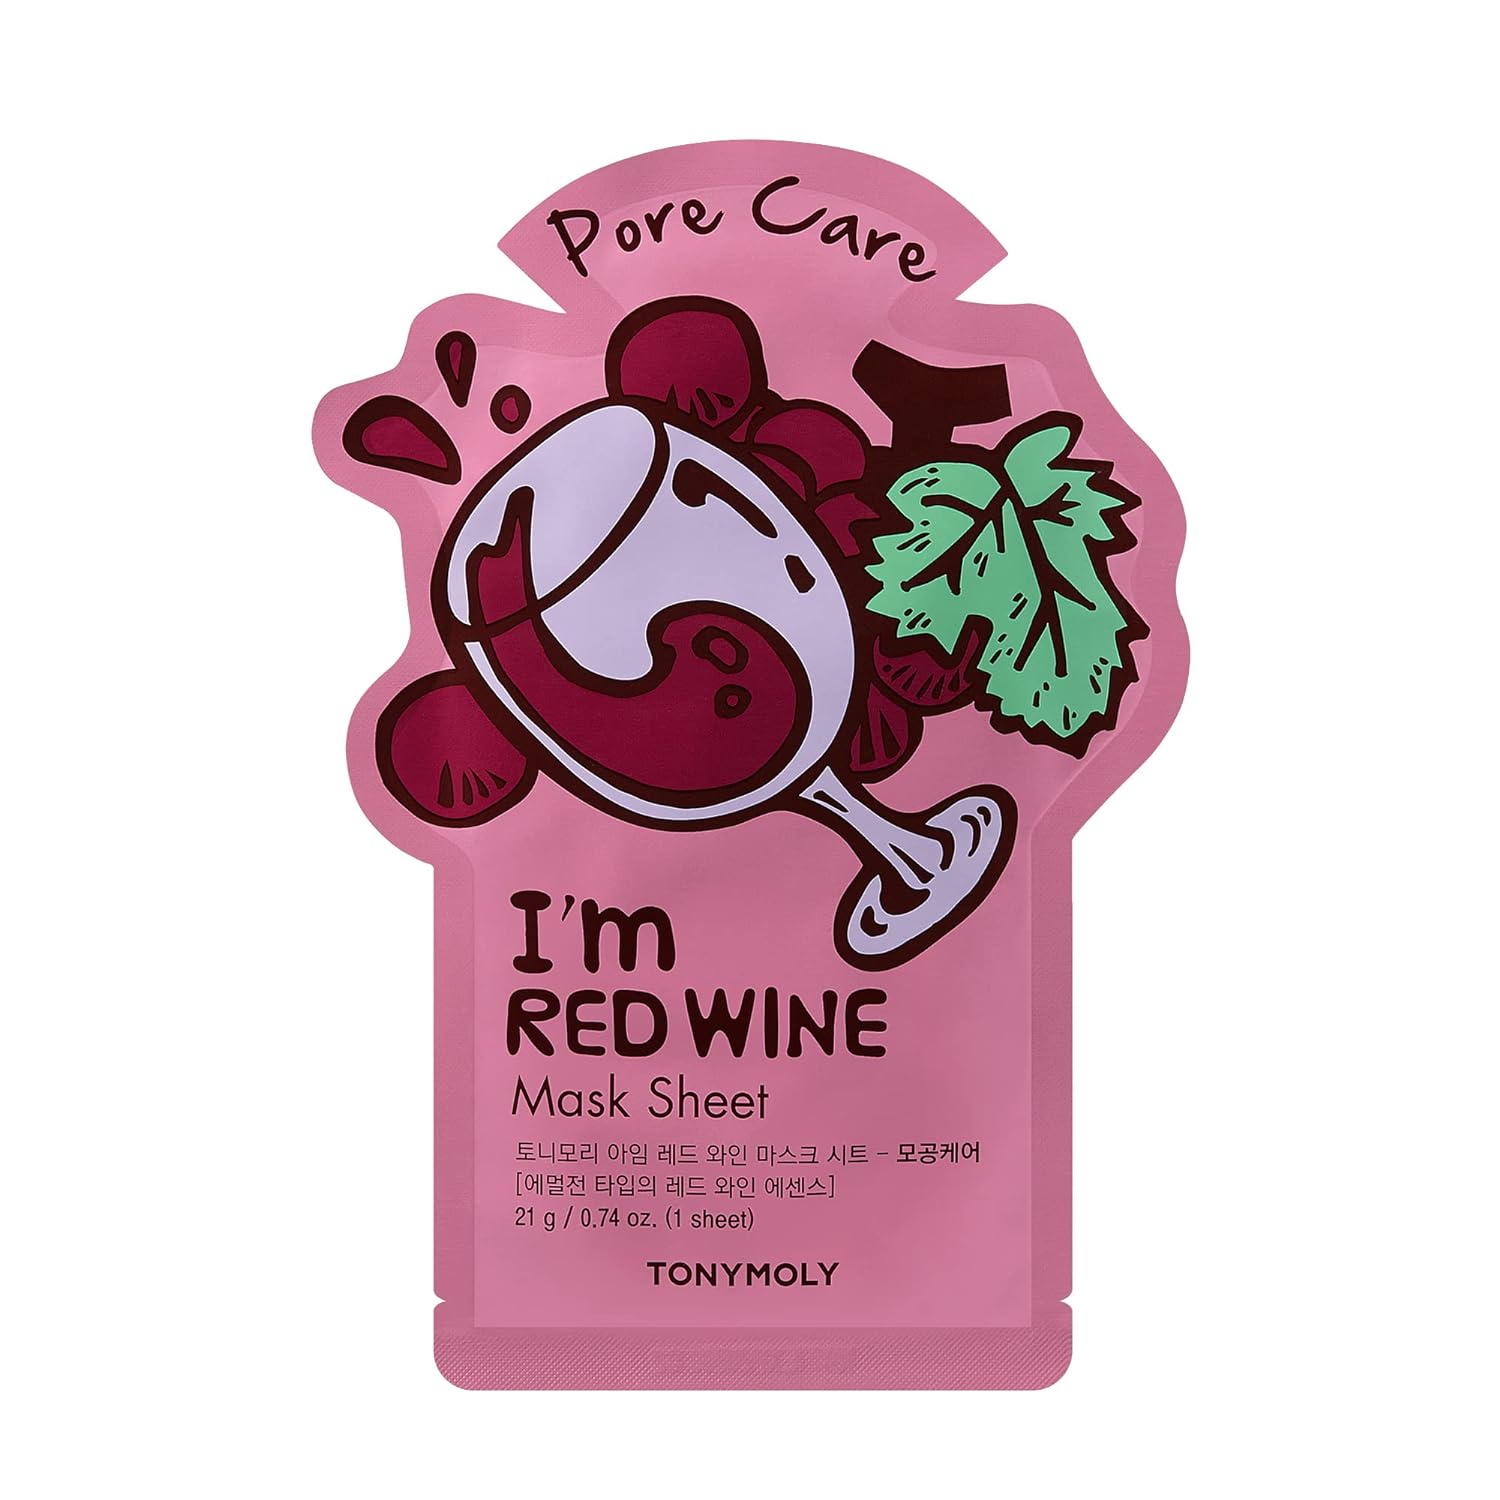 Pore Care
I'm
RED WINE
Mask Sheet
토니모리 아임 레드 와인 마스크 시트 - 모공케어
[에멀전 타입의 레드 와인 에센스]
21 g / 0.74 oz. (1 sheet)
TONYMOLY